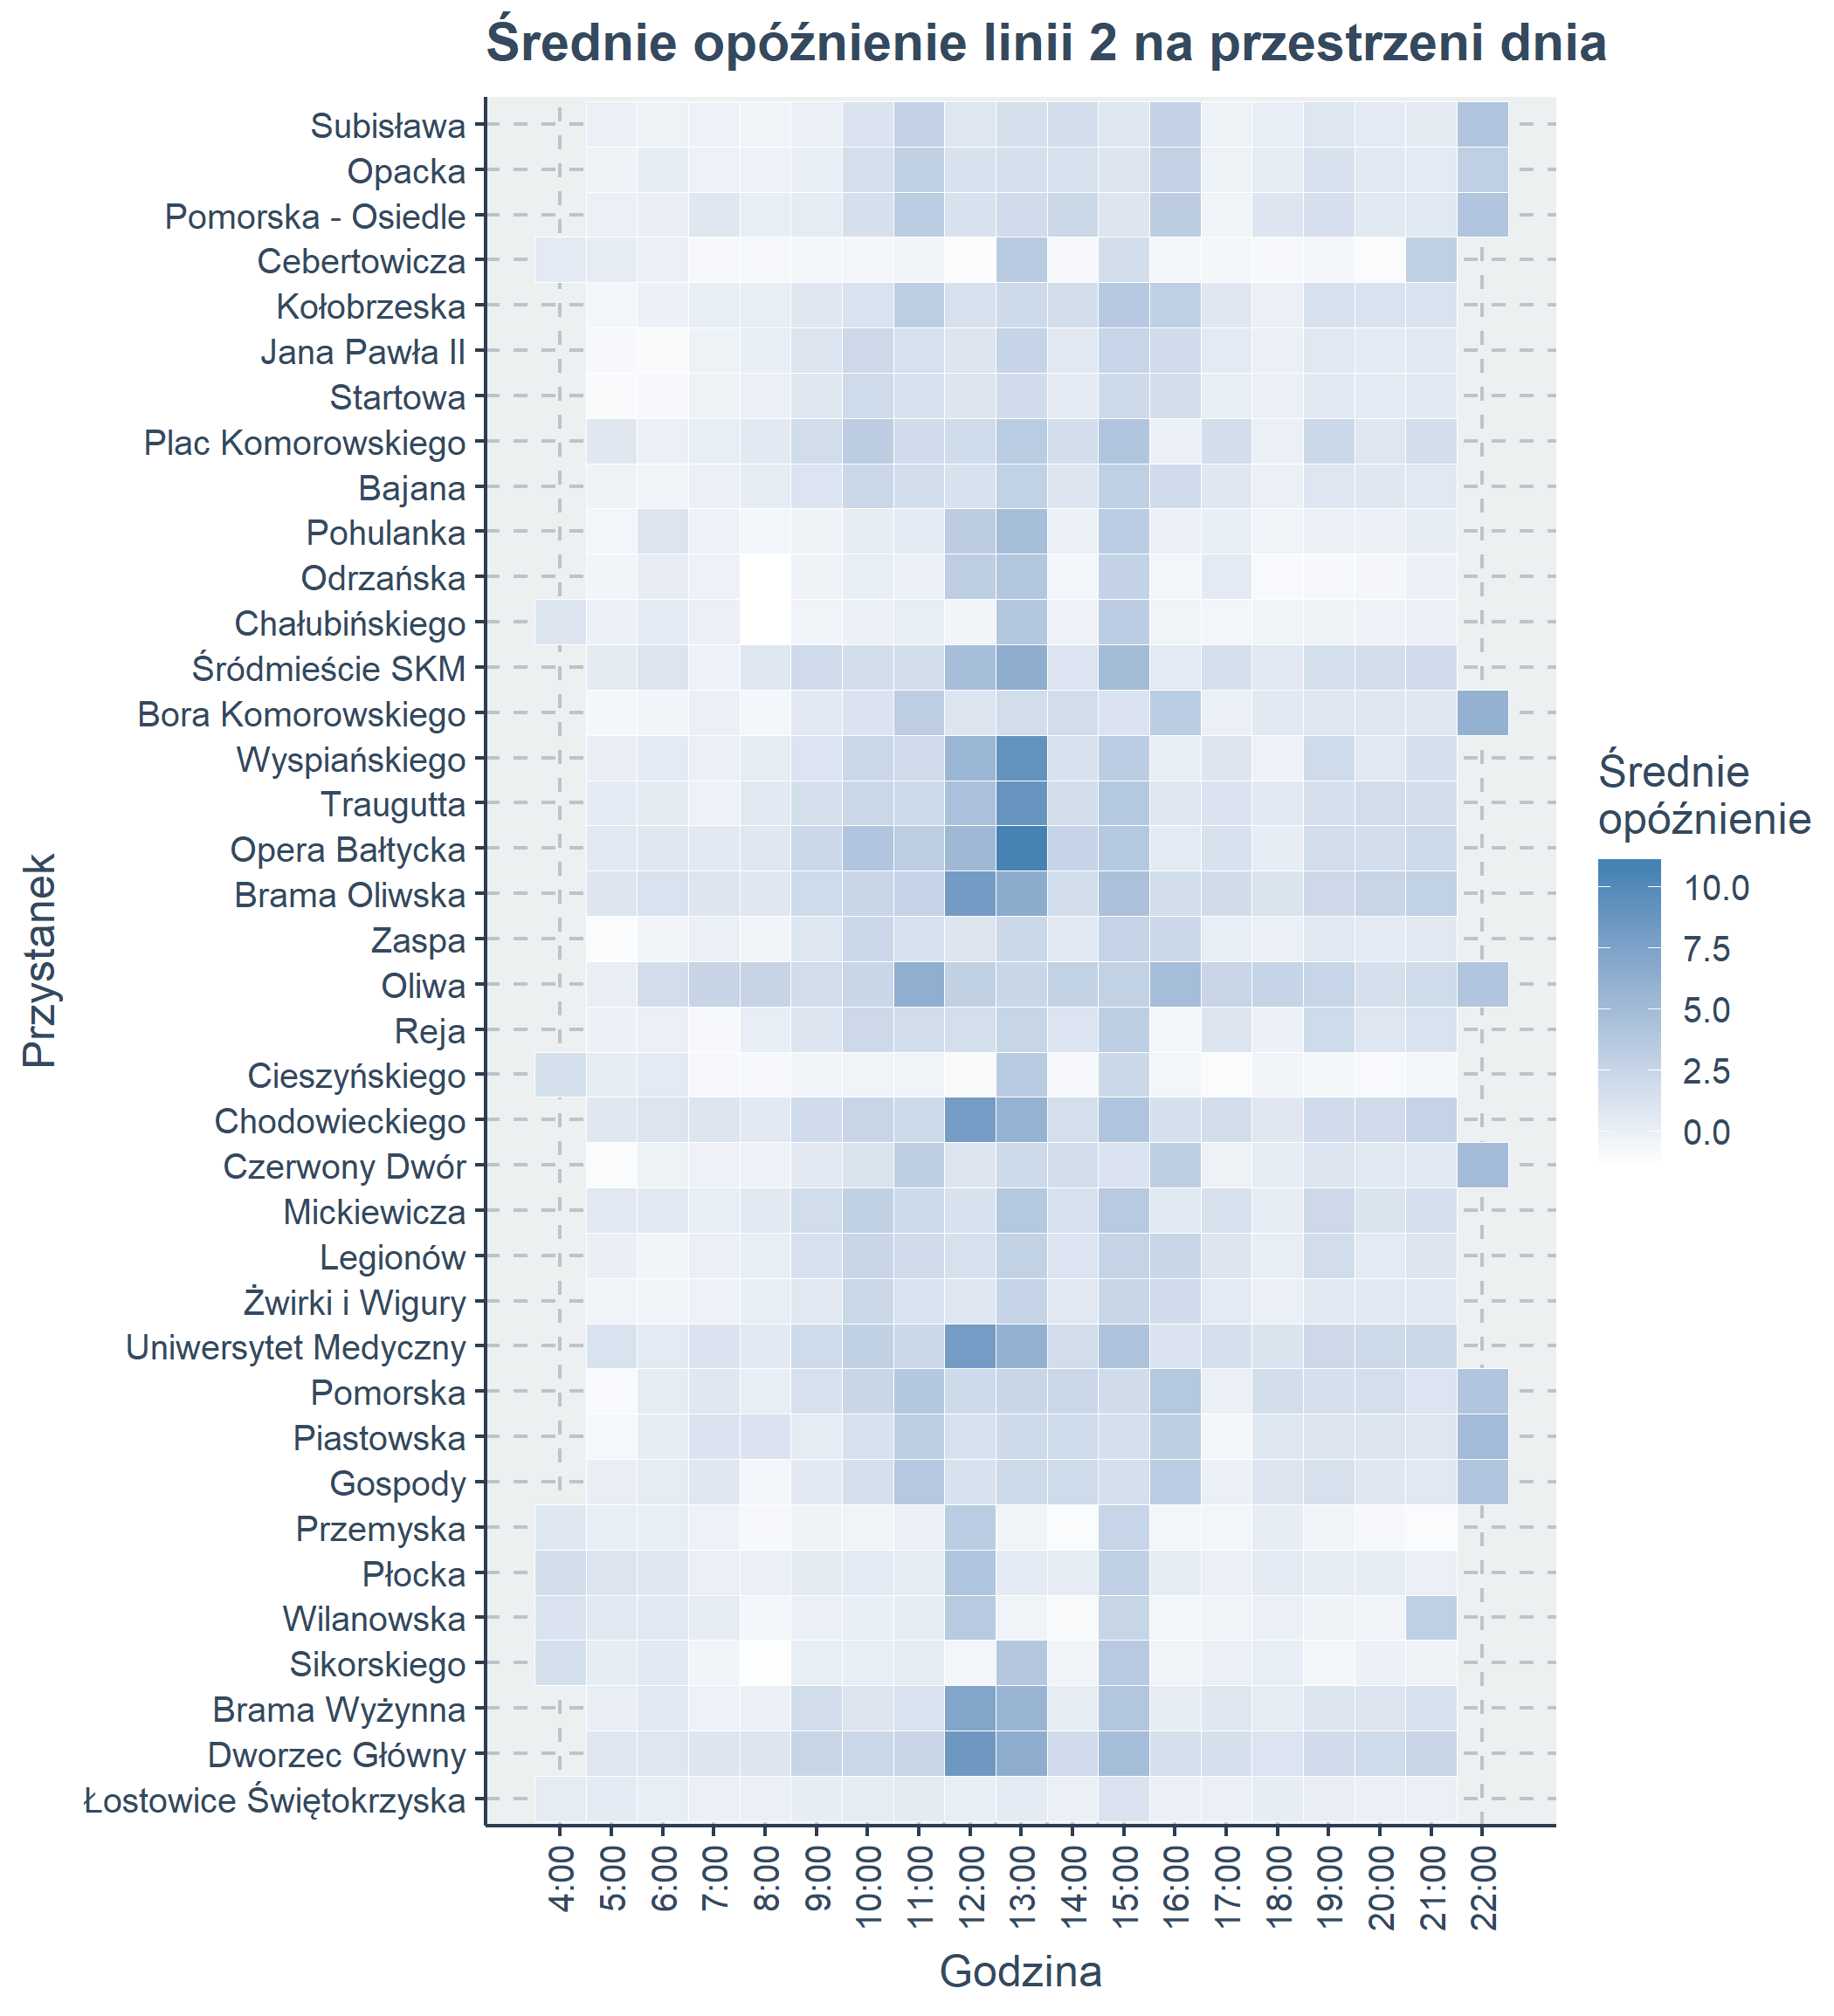 Średnie opóźnienie linii 2 na przestrzeni dnia
Subisława
Opacka
Pomorska - Osiedle
Cebertowicza
Kołobrzeska
Jana Pawła II
Startowa
Plac Komorowskiego
Bajana
Pohulanka
Odrzańska
Chałubińskiego
Śródmieście SKM
Bora Komorowskiego
Wyspiańskiego
Traugutta
Opera Bałtycka
Brama Oliwska
Zaspa
Oliwa
Reja
Cieszyńskiego
Chodowieckiego
Czerwony Dwór
Mickiewicza
Legionów
Żwirki i Wigury
Uniwersytet Medyczny
Pomorska
Piastowska
Gospody
Przemyska
Płocka
Wilanowska
Sikorskiego
Brama Wyżynna
Dworzec Główny
Łostowice Świętokrzyska
Przystanek
4:00
5:00
6:00
7:00
8:00
9:00
10:00
11:00
12:00
13:00
14:00
15:00
16:00
17:00
18:00
19:00
20:00
21:00
22:00
Godzina
Średnie
opóźnienie
10.0
7.5
5.0
2.5
0.0